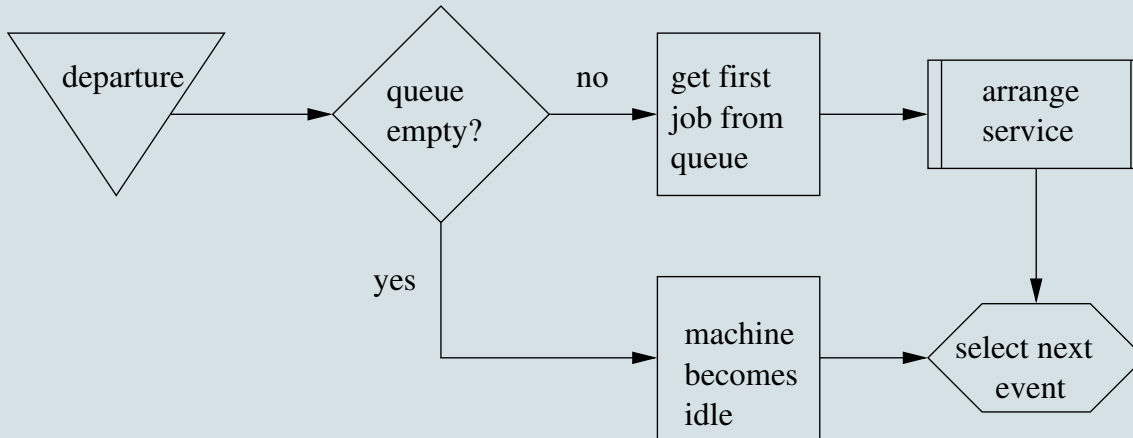 departure
queue
empty?
no
get first
job from
queue
arrange
service
yes
machine
becomes
idle
select next
event